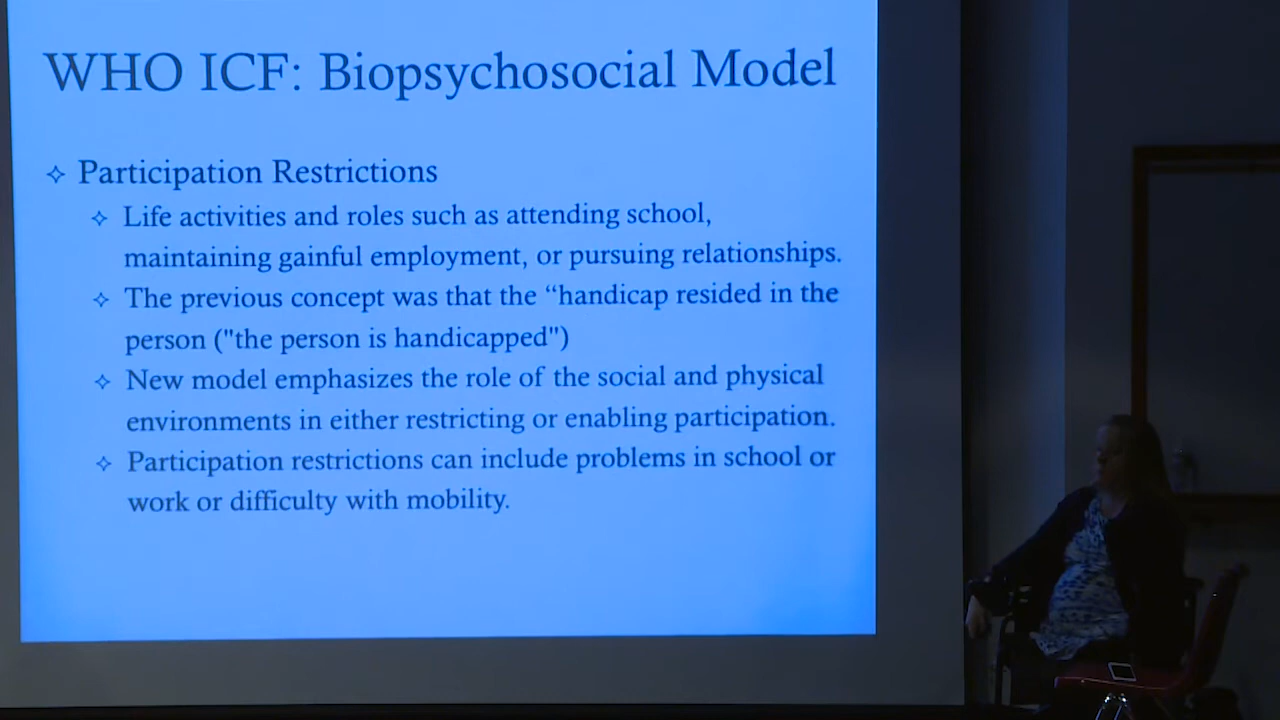 WHO ICF: Biopsychosocial Model
Participation Restrictions
Life activities and roles such as attending school,
maintaining gainful employment, or pursuing relationships.
The previous concept was that the “handicap resided in the
person ("the person is handicapped")
New model emphasizes the role of the social and physical
environments in either restricting or enabling participation.
Participation restrictions can include problems in school or
work or difficulty with mobility.